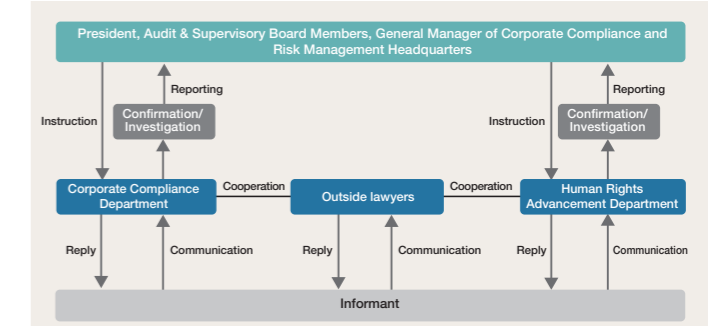 President, Audit & Supervisory Board Members, General Manager of Corporate Compliance and
Risk Management Headquarters
Reporting
Reporting
Confirmation/
Investigation
Confirmation/
Investigation
Instruction
Instruction
Corporate Compliance
Department
Cooperation
Outside lawyers
Cooperation
Human Rights
Advancement Department
Reply
Communication
Reply
Communication
Reply
Communication
Informant